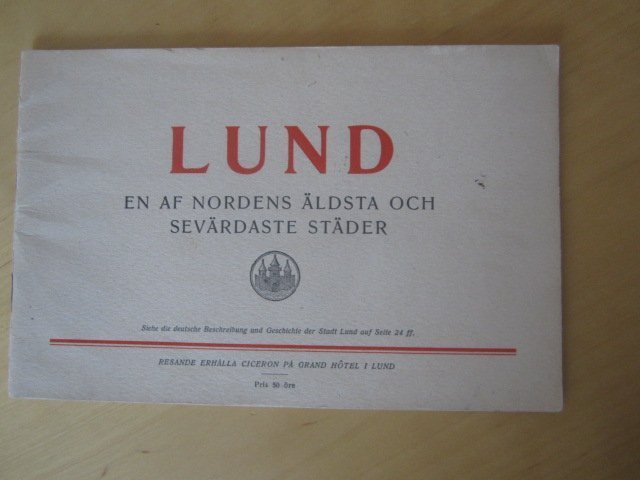 LUND
EN AF NORDENS ÄLDSTA OCH
SEVÄRDASTE STÄDER
Siehe die deutsche Beschreibung und Geschichte der Stadt Lund auf Seite 24 ff.
RESANDE ERHÅLLA CICERON PÅ GRAND HÔTEL I LUND
Pris 50 öre